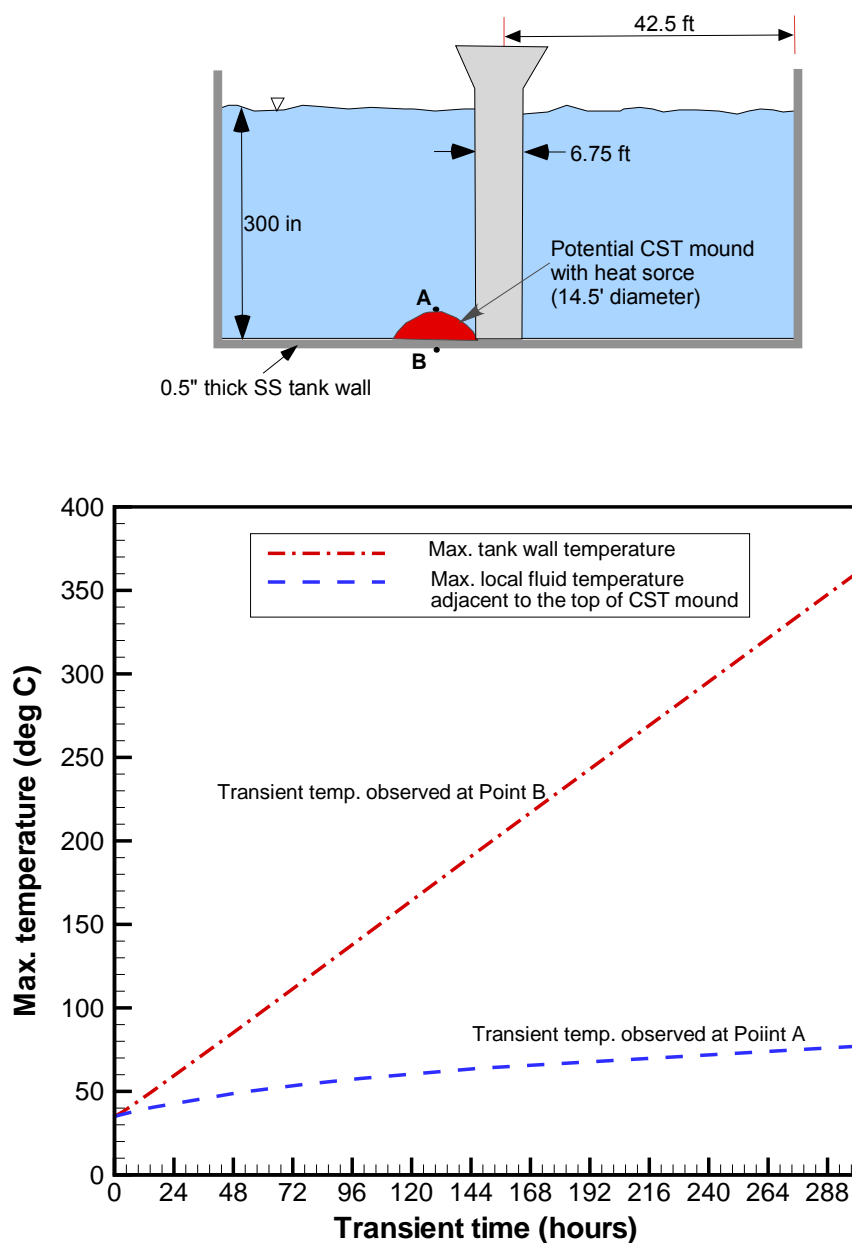 42.5 ft
6.75 ft
300 in
Potential CST mound
with heat sorce
(14.5' diameter)
A
B
0.5" thick SS tank wall
400
350
300
250
200
150
100
50
0
Max. temperature (deg C)
Max. tank wall temperature
Max. local fluid temperature
adjacent to the top of CST mound
Transient temp. observed at Point B
Transient temp. observed at Poiint A
0 24 48 72 96 120 144 168 192 216 240 264 288
Transient time (hours)